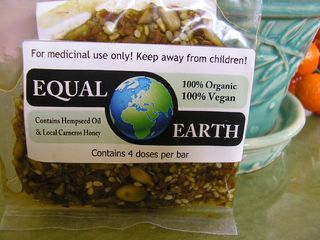 For medicinal use only! Keep away from children!
EQUAL
100% Organic
100% Vegan
Contains Hempseed Oil
& Local Carneros Honey
EARTH
Contains 4 doses per bar